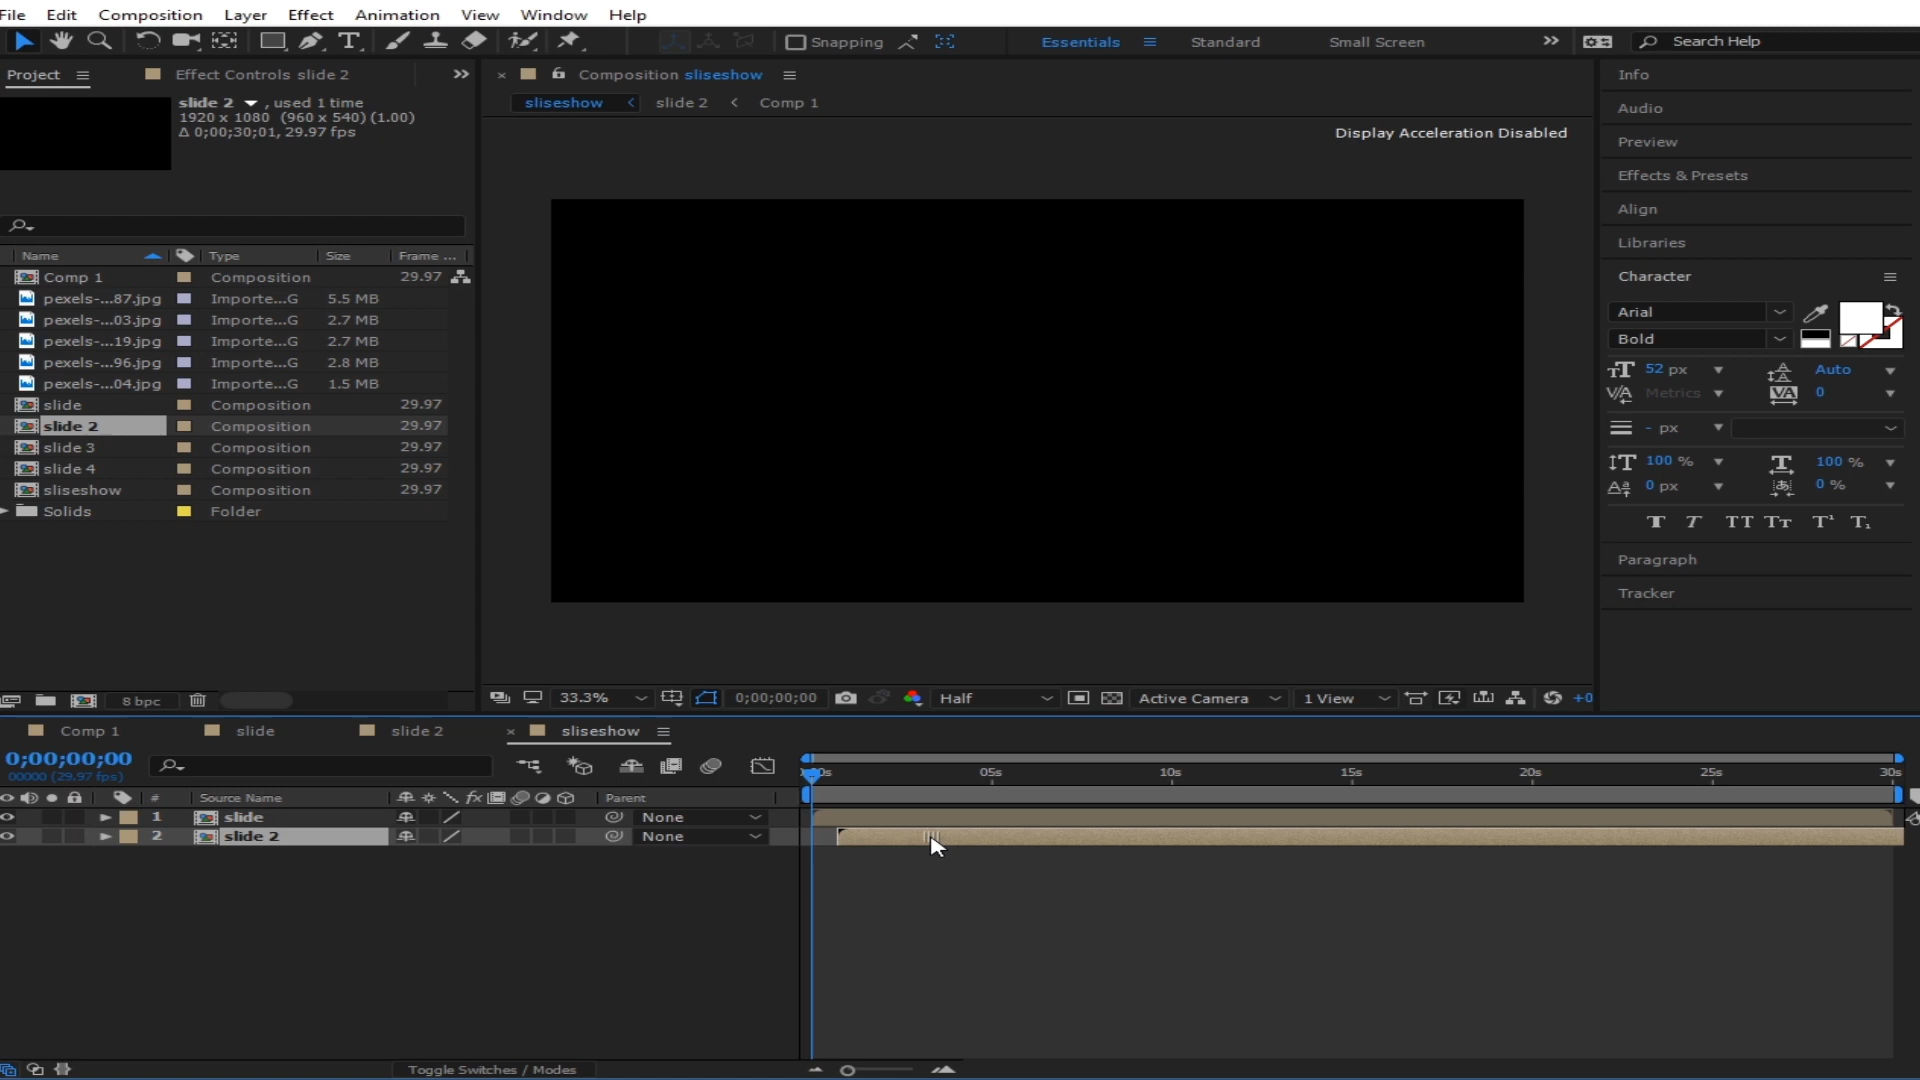 File Edit Composition Layer Effect Animation View Window Help
Snapping Essentials Standard Small Screen Search Help
Project Effect Controls slide 2
slide 2 , used 1 time
1920 x 1080 (960 x 540) (1.00)
Δ 0;00;30;01, 29.97 fps
Name Type Size Frame ...
Comp 1 Composition 29.97
pexels-...87.jpg Importe...G 5.5 MB
pexels-...03.jpg Importe...G 2.7 MB
pexels-...19.jpg Importe...G 2.7 MB
pexels-...96.jpg Importe...G 2.8 MB
pexels-...04.jpg Importe...G 1.5 MB
slide Composition 29.97
slide 2 Composition 29.97
slide 3 Composition 29.97
slide 4 Composition 29.97
sliseshow Composition 29.97
Solids Folder
8 bpc
Composition sliseshow
sliseshow slide 2 Comp 1
Display Acceleration Disabled
33.3% 0;00;00;00 Half Active Camera 1 View +0
Info
Audio
Preview
Effects & Presets
Align
Libraries
Character
Arial
Bold
52 px Auto
Metrics 0
- px
100 % 100 %
0 px 0 %
Paragraph
Tracker
Comp 1 slide slide 2 sliseshow
0;00;00;00
00000 (29.97 fps)
05s 10s 15s 20s 25s 30s
# Source Name Parent
1 slide None
2 slide 2 None
Toggle Switches / Modes